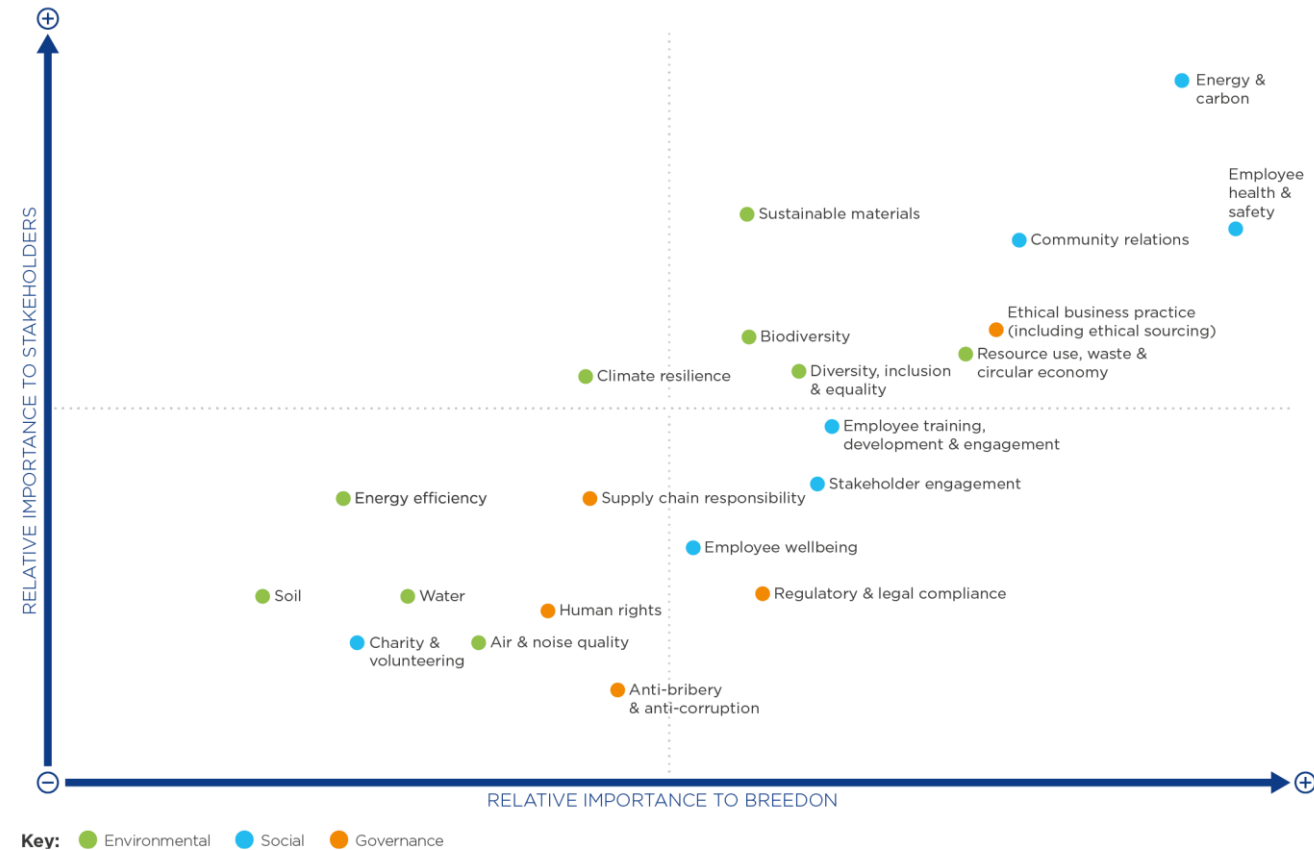 Energy &
carbon
Employee
health &
safety
Sustainable materials
Community relations
Ethical business practice
(including ethical sourcing)
Biodiversity
Resource use, waste &
circular economy
Climate resilience
Diversity, inclusion
& equality
Employee training,
development & engagement
Stakeholder engagement
Energy efficiency
Supply chain responsibility
Employee wellbeing
Soil
Water
Regulatory & legal compliance
Human rights
Charity &
volunteering
Air & noise quality
Anti-bribery
& anti-corruption
RELATIVE IMPORTANCE TO STAKEHOLDERS
RELATIVE IMPORTANCE TO BREEDON
Key: Environmental Social Governance